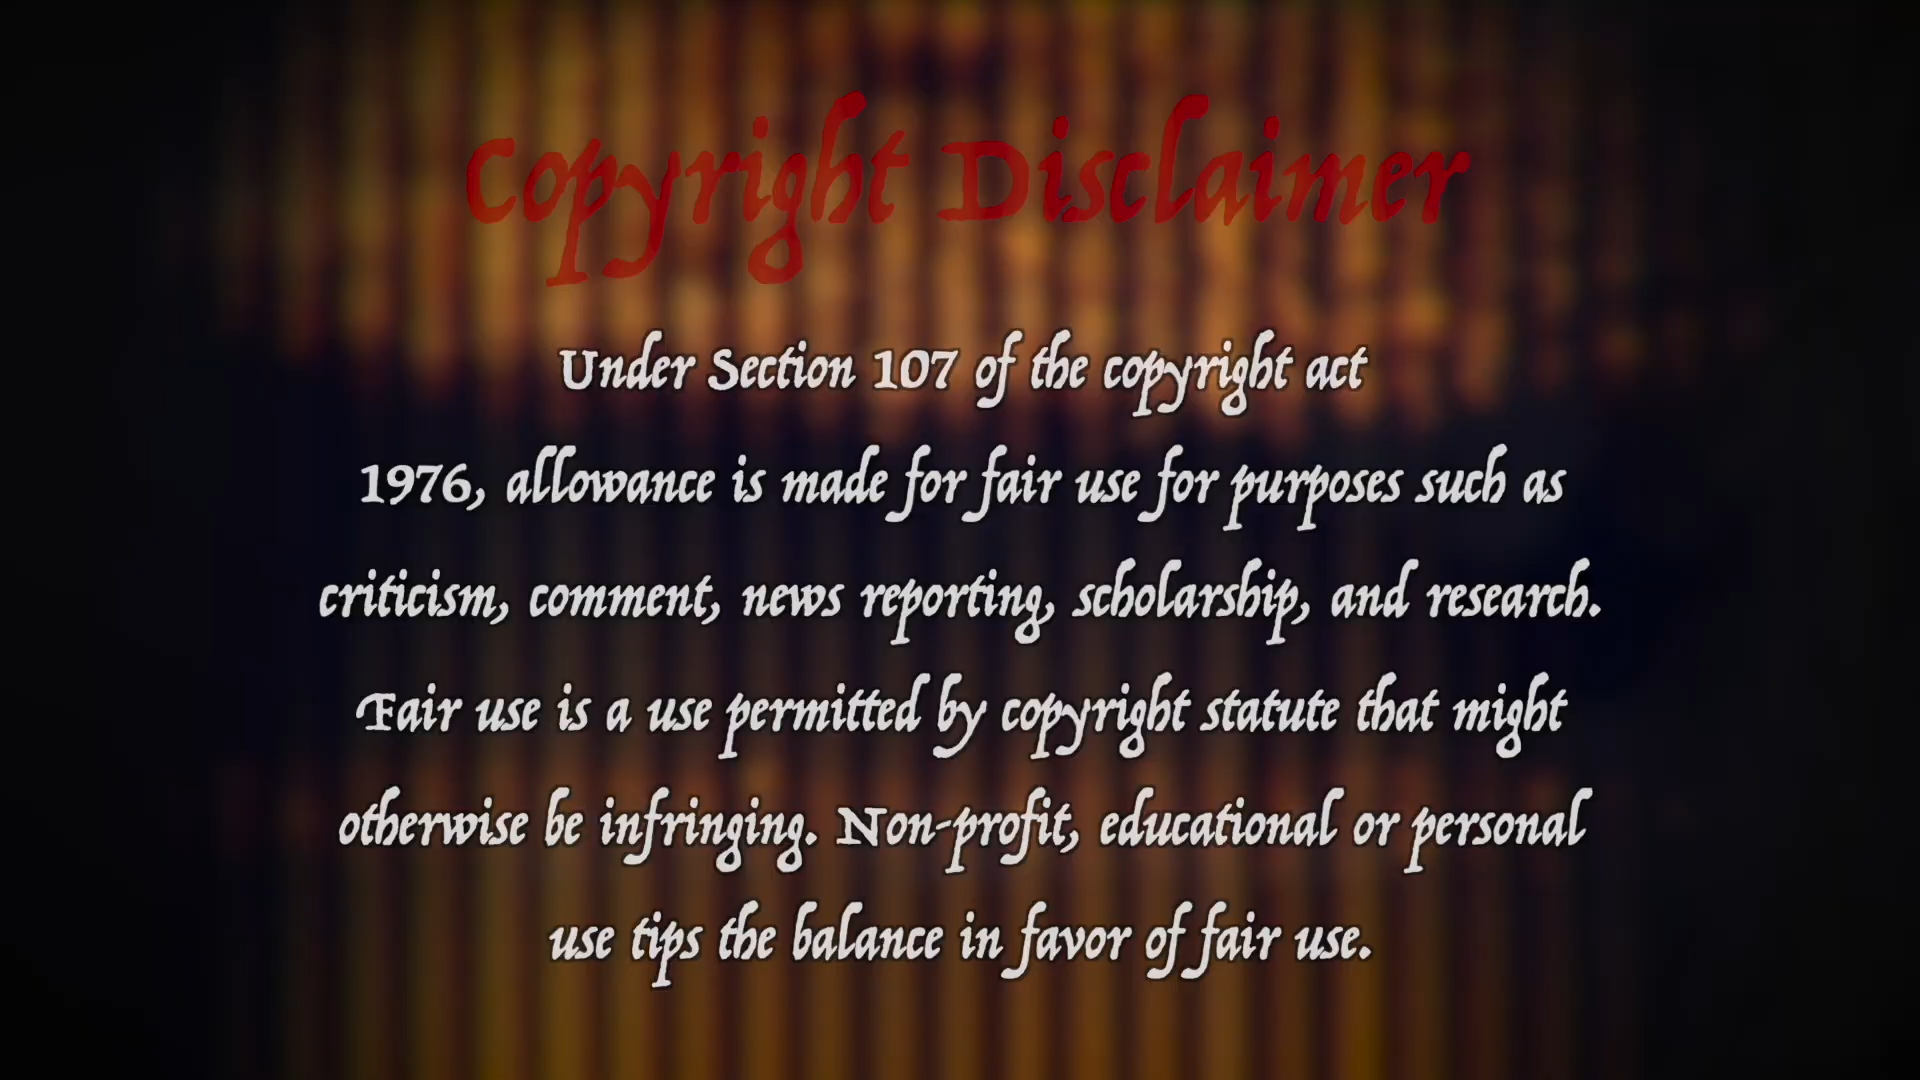 Copyright Disclaimer
Under Section 107 of the copyright act
1976, allowance is made for fair use for purposes such as
criticism, comment, news reporting, scholarship, and research.
Fair use is a use permitted by copyright statute that might
otherwise be infringing. Non-profit, educational or personal
use tips the balance in favor of fair use.